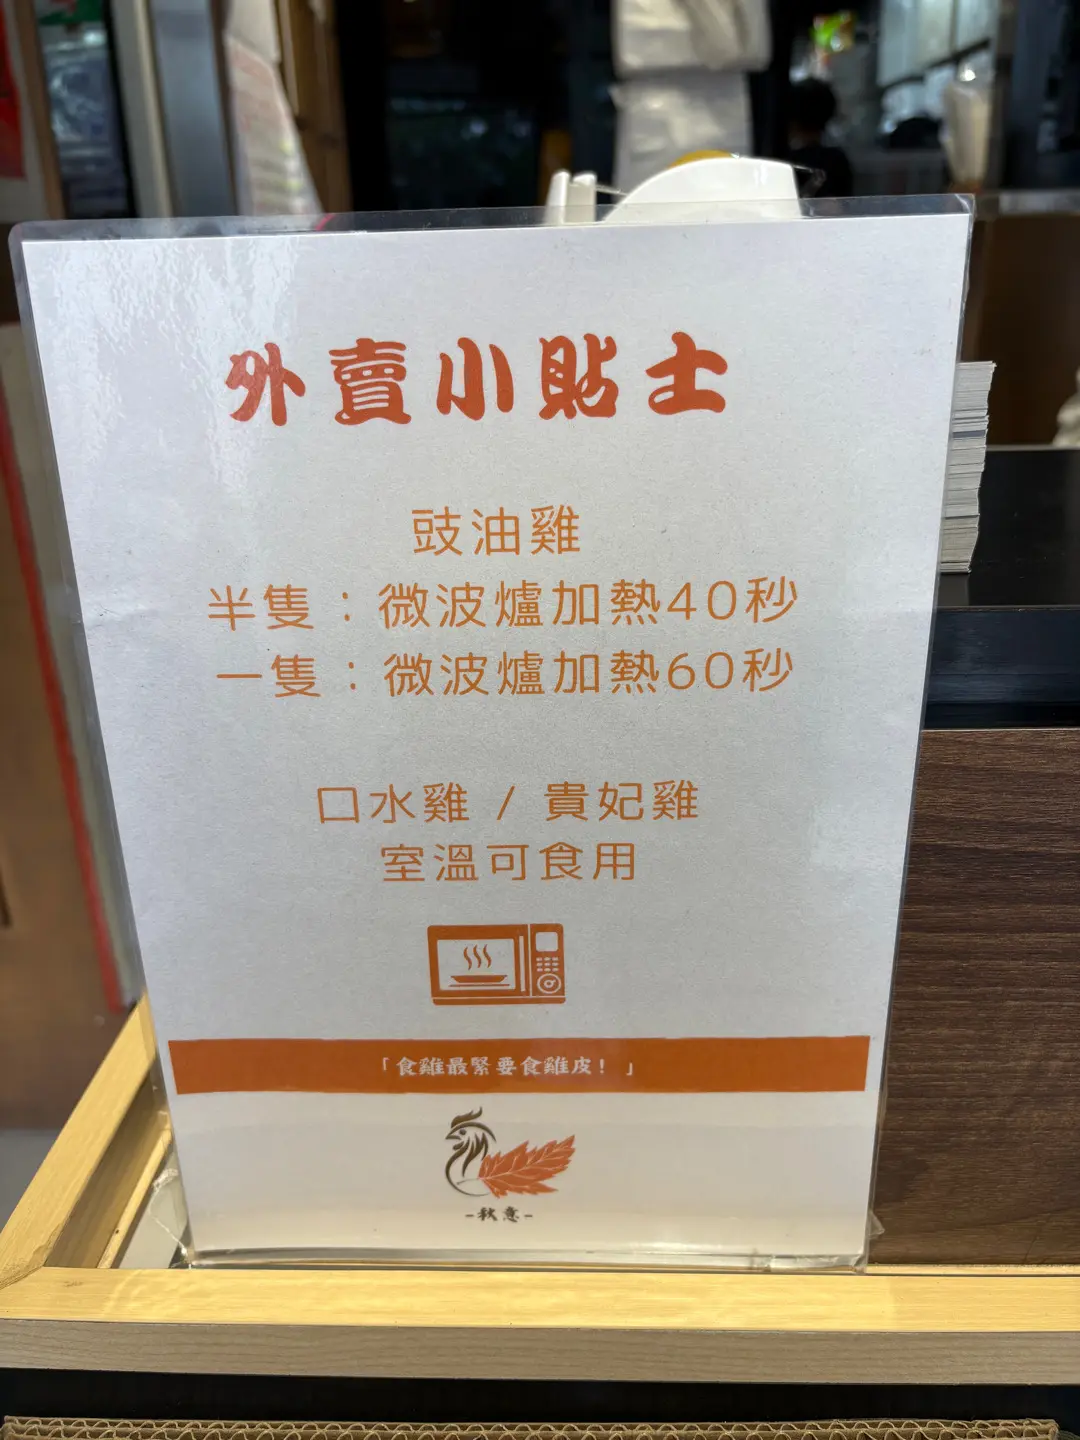 外賣小貼士
豉油雞
半隻：微波爐加熱40秒
一隻：微波爐加熱60秒
口水雞 / 貴妃雞
室溫可食用
「食雞最緊要食雞皮！」
-秋意-